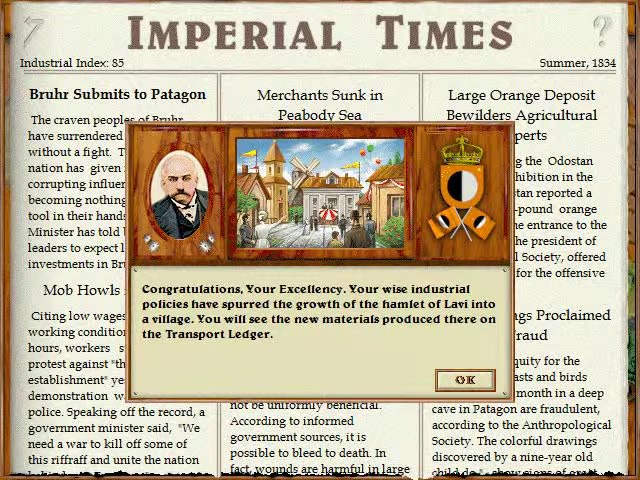 IMPERIAL TIMES
Industrial Index: 85
Summer, 1834
Bruhr Submits to Patagon
The craven peoples of Bruhr
have surrendered
without a fight. T
nation has given
corrupting influer
becoming nothing
tool in their hands
Minister has told
leaders to expect l
investments in Bru
Mob Howls
Citing low wages
working condition
hours, workers s
protest against "th
establishment" ye
demonstration w
police. Speaking off the record, a
government minister said, "We
need a war to kill off some of
this riffraff and unite the nation
Merchants Sunk in
Peabody Sea
not be uniformly beneficial.
According to informed
government sources, it is
possible to bleed to death. In
fact, wounds are harmful in large
Large Orange Deposit
Bewilders Agricultural
perts
g the Odostan
hibition in the
stan reported a
-pound orange
he entrance to the
he president of
l Society, offered
for the offensive
ngs Proclaimed
raud
quity for the
asts and birds
month in a deep
cave in Patagon are fraudulent,
according to the Anthropological
Society. The colorful drawings
discovered by a nine-year old
Congratulations, Your Excellency. Your wise industrial
policies have spurred the growth of the hamlet of Lavi into
a village. You will see the new materials produced there on
the Transport Ledger.
OK